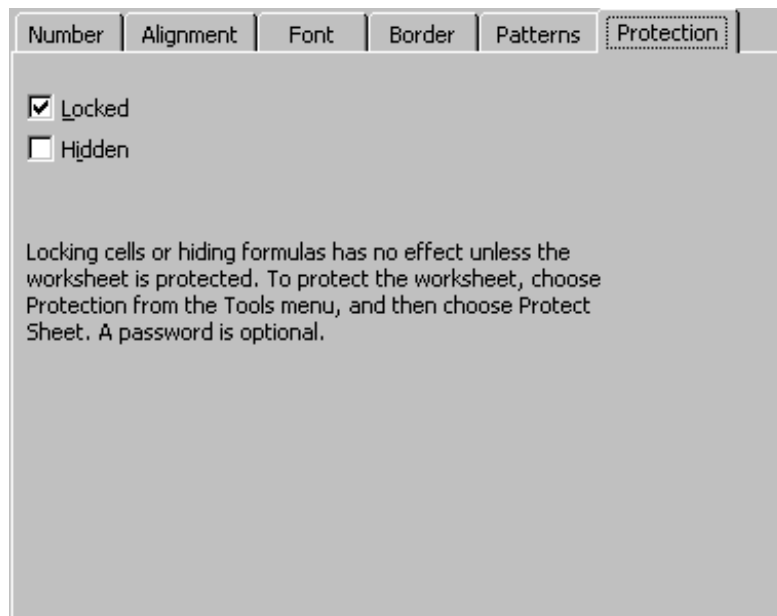 Number Alignment Font Border Patterns Protection
Locked
Hidden
Locking cells or hiding formulas has no effect unless the
worksheet is protected. To protect the worksheet, choose
Protection from the Tools menu, and then choose Protect
Sheet. A password is optional.